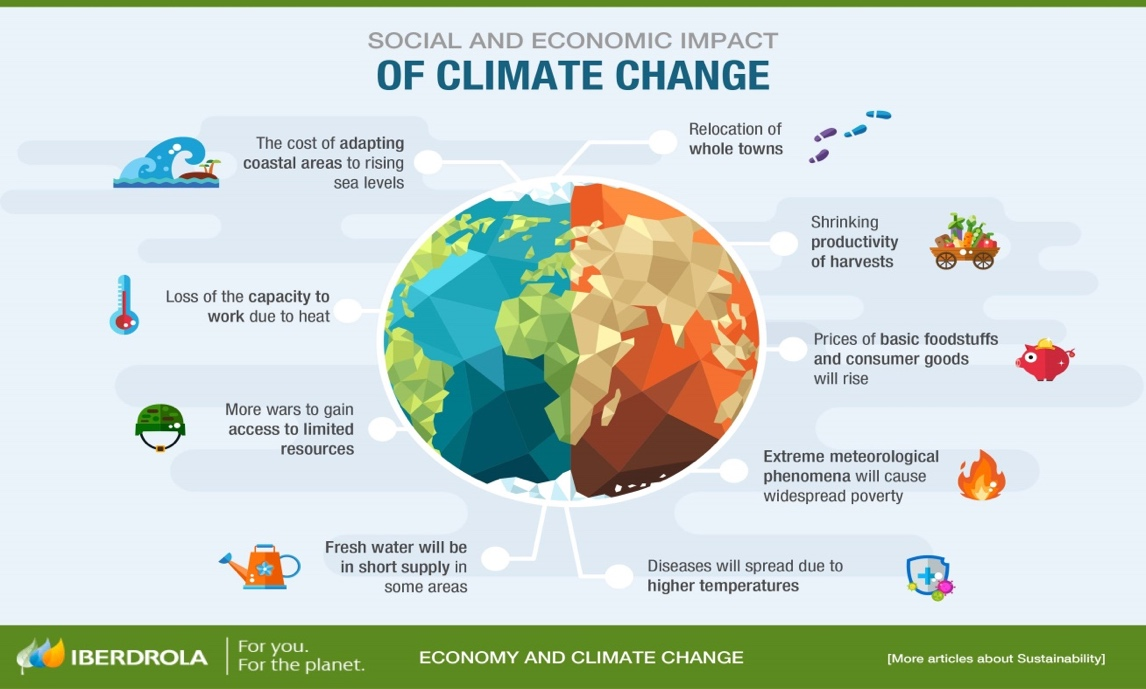 SOCIAL AND ECONOMIC IMPACT
OF CLIMATE CHANGE
The cost of adapting
coastal areas to rising
sea levels
Relocation of
whole towns
Shrinking
productivity
of harvests
Loss of the capacity to
work due to heat
Prices of basic foodstuffs
and consumer goods
will rise
More wars to gain
access to limited
resources
Extreme meteorological
phenomena will cause
widespread poverty
Fresh water will be
in short supply in
some areas
Diseases will spread due to
higher temperatures
IBERDROLA
For you.
For the planet.
ECONOMY AND CLIMATE CHANGE
[More articles about Sustainability]